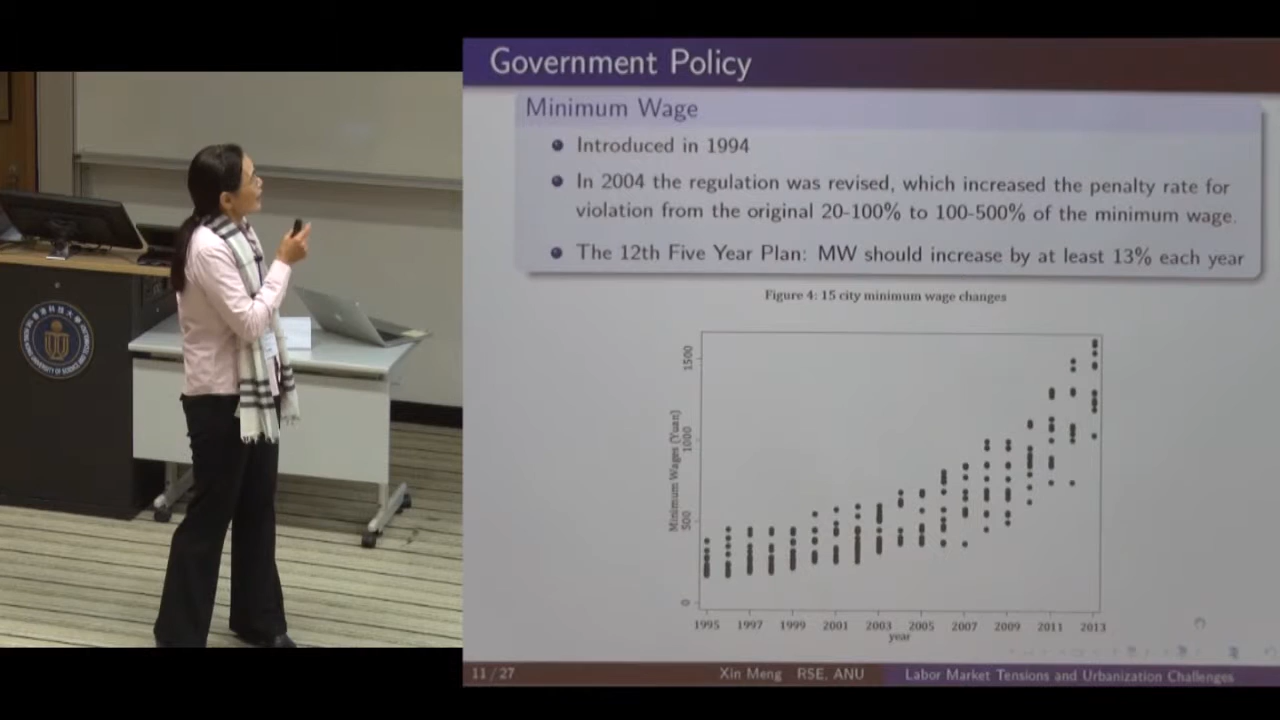 Government Policy
Minimum Wage
Introduced in 1994
In 2004 the regulation was revised, which increased the penalty rate for
violation from the original 20-100% to 100-500% of the minimum wage.
The 12th Five Year Plan: MW should increase by at least 13% each year
Figure 4: 15 city minimum wage changes
Minimum Wages (Yuan)
1500
1000
500
0
1995 1997 1999 2001 2003 2005 2007 2009 2011 2013
year
11 / 27
Xin Meng RSE, ANU
Labor Market Tensions and Urbanization Challenges